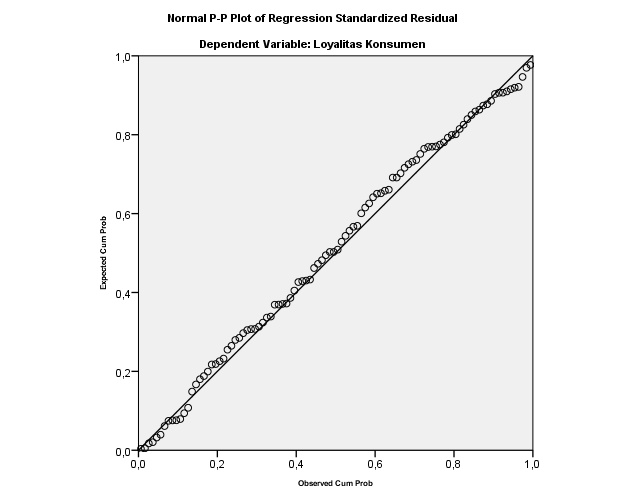 Normal P-P Plot of Regression Standardized Residual
Dependent Variable: Loyalitas Konsumen
1,0
0,8
0,6
0,4
0,2
0,0
Expected Cum Prob
0,0 0,2 0,4 0,6 0,8 1,0
Observed Cum Prob